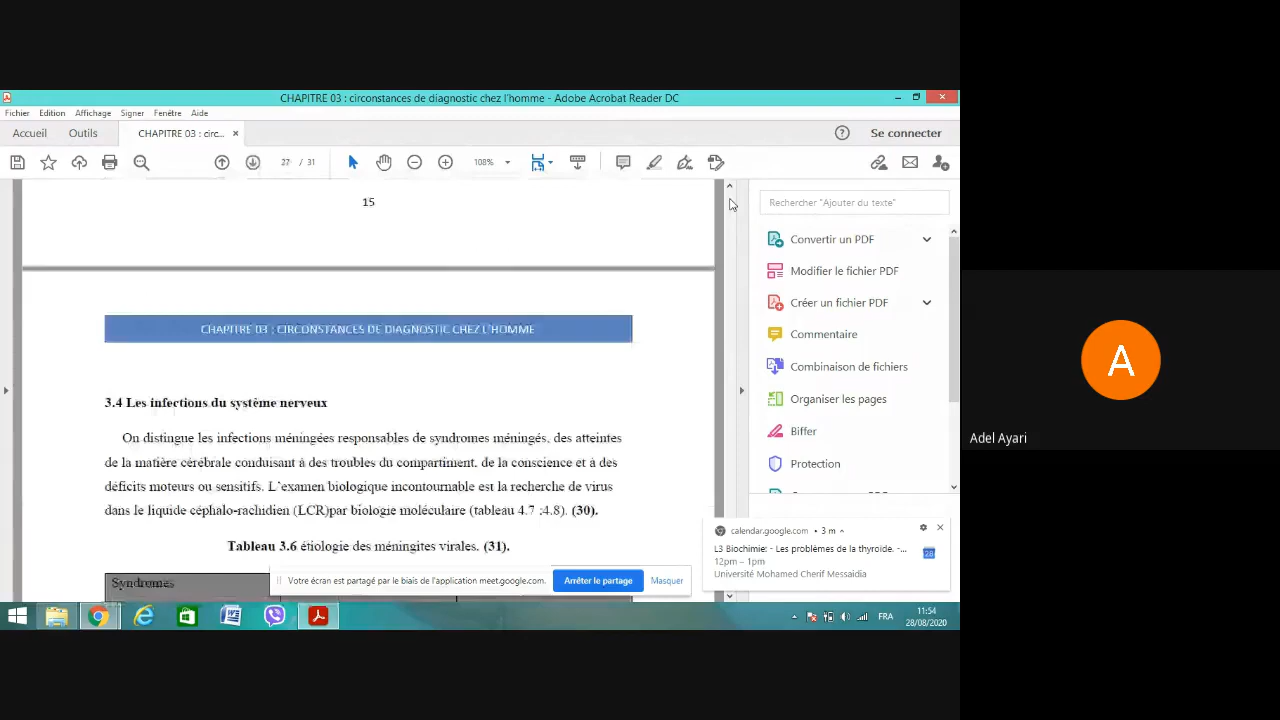 CHAPITRE 03 : circonstances de diagnostic chez l'homme - Adobe Acrobat Reader DC
Fichier Edition Affichage Signer Fenêtre Aide
Accueil Outils CHAPITRE 03 : circ... Se connecter
27 / 31 108%
15
CHAPITRE 03 : CIRCONSTANCES DE DIAGNOSTIC CHEZ L'HOMME
3.4 Les infections du système nerveux
On distingue les infections méningées responsables de syndromes méningés, des atteintes
de la matière cérébrale conduisant à des troubles du compartiment, de la conscience et à des
déficits moteurs ou sensitifs. L'examen biologique incontournable est la recherche de virus
dans le liquide céphalo-rachidien (LCR)par biologie moléculaire (tableau 4.7 ;4.8). (30).
Tableau 3.6 étiologie des méningites virales. (31).
Syndromes
Rechercher "Ajouter du texte"
Convertir un PDF
Modifier le fichier PDF
Créer un fichier PDF
Commentaire
Combinaison de fichiers
Organiser les pages
Biffer
Protection
calendar.google.com • 3 m
L3 Biochimie: - Les problèmes de la thyroide. -...
12pm – 1pm
Université Mohamed Cherif Messaidia
28
Votre écran est partagé par le biais de l'application meet.google.com.
Arrêter le partage
Masquer
FRA
11:54
28/08/2020
A
Adel Ayari